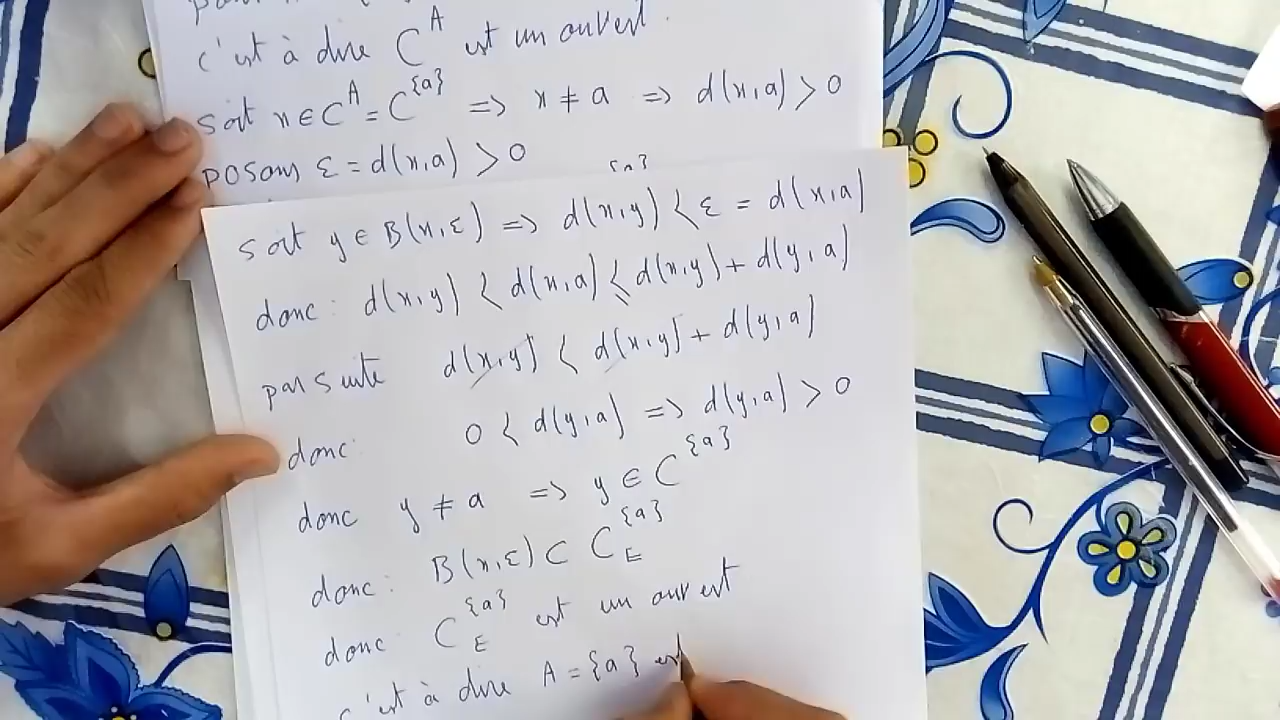 c'est à dire C^A est un ouvert.
soit x ∈ C^A = C^{a} => x ≠ a => d(x,a) > 0
posons ε = d(x,a) > 0
{a}
soit y ∈ B(x,ε) => d(x,y) < ε = d(x,a)
donc: d(x,y) < d(x,a) ≤ d(x,y) + d(y,a)
par suite d(x,y) < d(x,y) + d(y,a)
donc: 0 < d(y,a) => d(y,a) > 0
donc y ≠ a => y ∈ C^{a}
donc: B(x,ε) ⊂ C_E^{a}
donc: C_E^{a} est un ouvert
c'est à dire A = {a} est